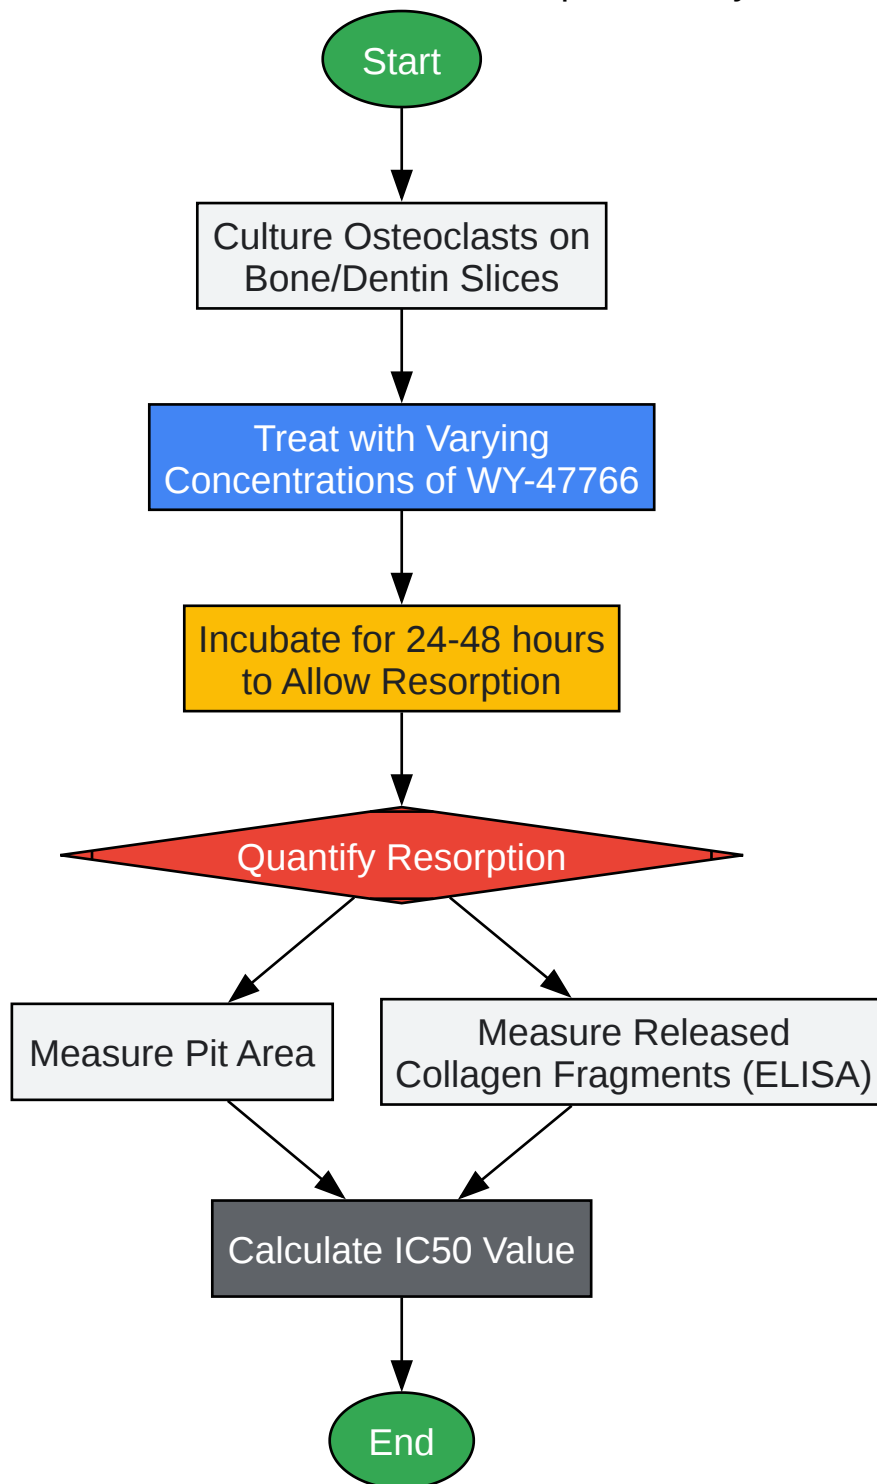 Start
Culture Osteoclasts on
Bone/Dentin Slices
Treat with Varying
Concentrations of WY-47766
Incubate for 24-48 hours
to Allow Resorption
Quantify Resorption
Measure Pit Area
Measure Released
Collagen Fragments (ELISA)
Calculate IC50 Value
End